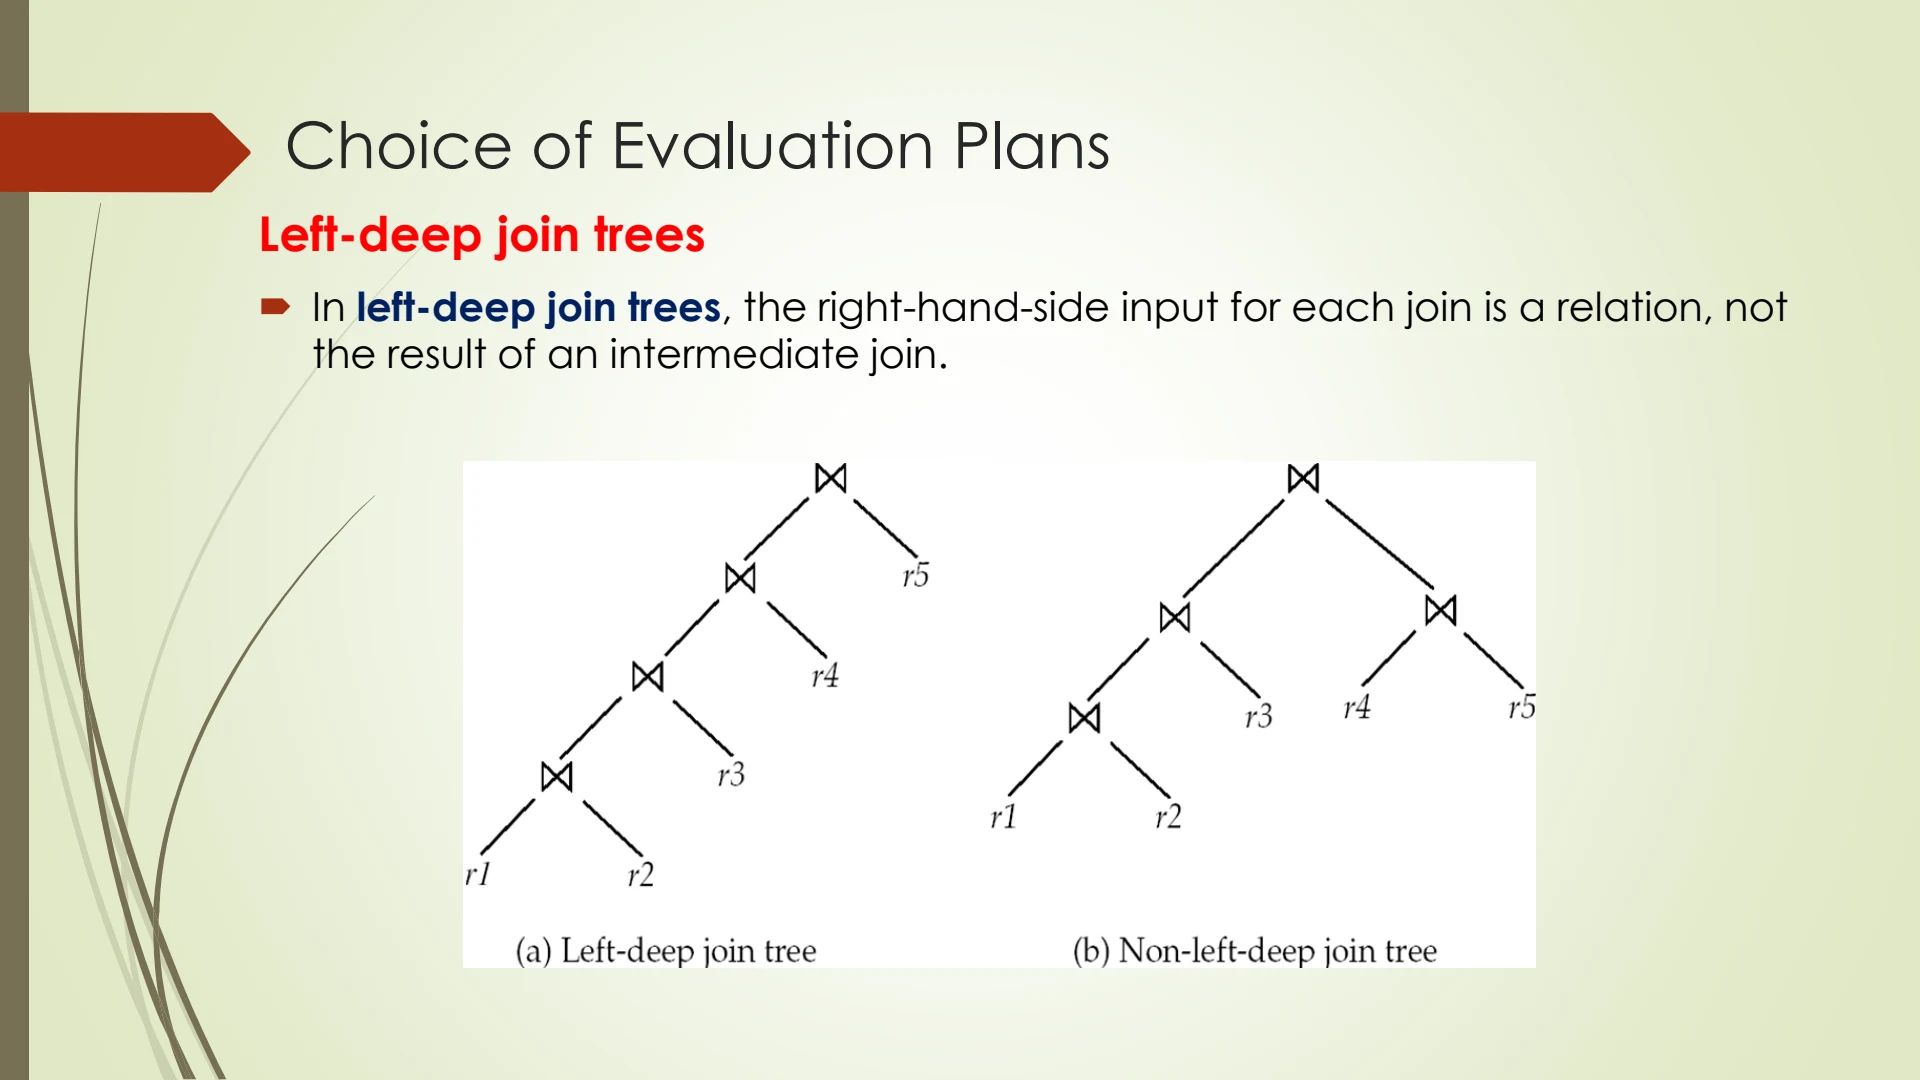 Choice of Evaluation Plans
Left-deep join trees
In left-deep join trees, the right-hand-side input for each join is a relation, not
the result of an intermediate join.
⋈
r5
⋈
r4
⋈
r3
⋈
r1
r2
(a) Left-deep join tree
⋈
⋈
⋈
r4
r5
⋈
r3
r1
r2
(b) Non-left-deep join tree